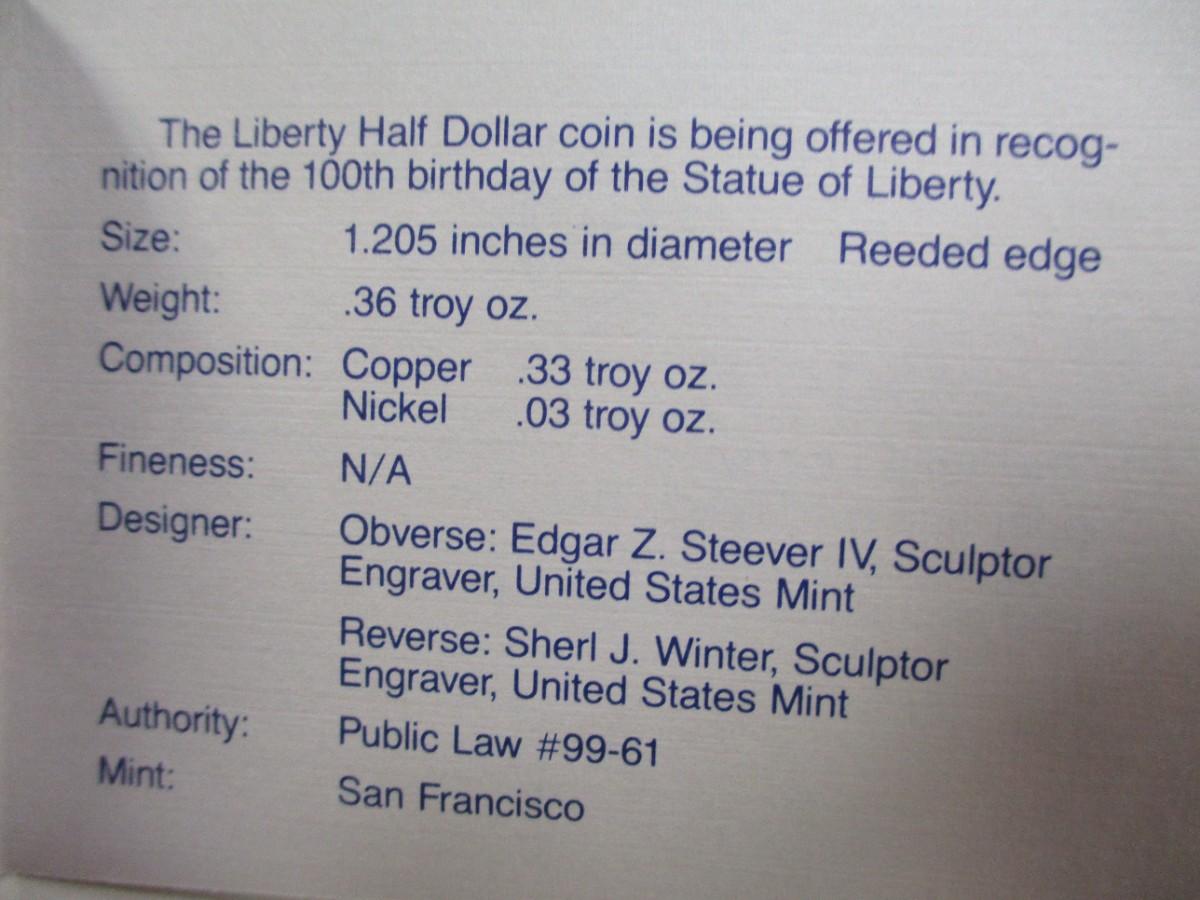 The Liberty Half Dollar coin is being offered in recog-
nition of the 100th birthday of the Statue of Liberty.
Size: 1.205 inches in diameter Reeded edge
Weight: .36 troy oz.
Composition: Copper .33 troy oz.
Nickel .03 troy oz.
Fineness: N/A
Designer: Obverse: Edgar Z. Steever IV, Sculptor
Engraver, United States Mint
Reverse: Sherl J. Winter, Sculptor
Engraver, United States Mint
Authority: Public Law #99-61
Mint: San Francisco